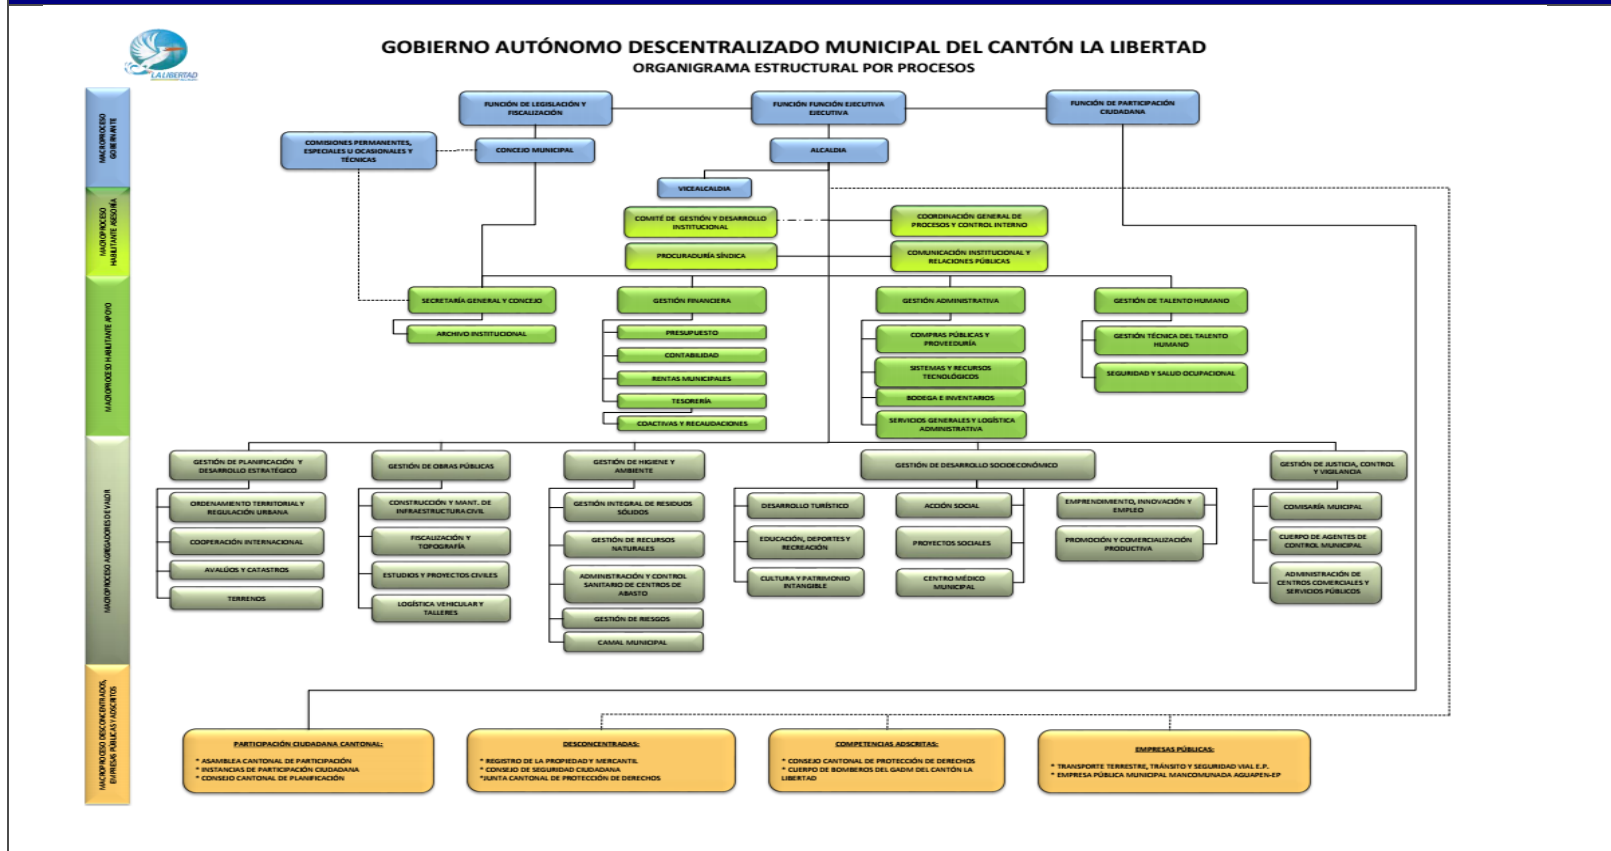 GOBIERNO AUTÓNOMO DESCENTRALIZADO MUNICIPAL DEL CANTÓN LA LIBERTAD
ORGANIGRAMA ESTRUCTURAL POR PROCESOS
LA LIBERTAD
MACROPROCESO
GOBERNANTE
FUNCIÓN DE LEGISLACIÓN Y
FISCALIZACIÓN
FUNCIÓN FUNCIÓN EJECUTIVA
EJECUTIVA
FUNCIÓN DE PARTICIPACIÓN
CIUDADANA
COMISIONES PERMANENTES,
ESPECIALES U OCASIONALES Y
TÉCNICAS
CONCEJO MUNICIPAL
ALCALDIA
VICEALCALDIA
MACROPROCESO
HABILITANTE ASESORÍA
COMITÉ DE GESTIÓN Y DESARROLLO
INSTITUCIONAL
COORDINACIÓN GENERAL DE
PROCESOS Y CONTROL INTERNO
PROCURADURÍA SÍNDICA
COMUNICACIÓN INSTITUCIONAL Y
RELACIONES PÚBLICAS
MACROPROCESO HABILITANTE APOYO
SECRETARÍA GENERAL Y CONCEJO
ARCHIVO INSTITUCIONAL
GESTIÓN FINANCIERA
PRESUPUESTO
CONTABILIDAD
RENTAS MUNICIPALES
TESORERÍA
COACTIVAS Y RECAUDACIONES
GESTIÓN ADMINISTRATIVA
COMPRAS PÚBLICAS Y
PROVEEDURÍA
SISTEMAS Y RECURSOS
TECNOLÓGICOS
BODEGA E INVENTARIOS
SERVICIOS GENERALES Y LOGÍSTICA
ADMINISTRATIVA
GESTIÓN DE TALENTO HUMANO
GESTIÓN TÉCNICA DEL TALENTO
HUMANO
SEGURIDAD Y SALUD OCUPACIONAL
MACROPROCESO AGREGADORES DE VALOR
GESTIÓN DE PLANIFICACIÓN Y
DESARROLLO ESTRATÉGICO
ORDENAMIENTO TERRITORIAL Y
REGULACIÓN URBANA
COOPERACIÓN INTERNACIONAL
AVALÚOS Y CATASTROS
TERRENOS
GESTIÓN DE OBRAS PÚBLICAS
CONSTRUCCIÓN Y MANT. DE
INFRAESTRUCTURA CIVIL
FISCALIZACIÓN Y
TOPOGRAFÍA
ESTUDIOS Y PROYECTOS CIVILES
LOGÍSTICA VEHICULAR Y
TALLERES
GESTIÓN DE HIGIENE Y
AMBIENTE
GESTIÓN INTEGRAL DE RESIDUOS
SÓLIDOS
GESTIÓN DE RECURSOS
NATURALES
ADMINISTRACIÓN Y CONTROL
SANITARIO DE CENTROS DE
ABASTO
GESTIÓN DE RIESGOS
CAMAL MUNICIPAL
GESTIÓN DE DESARROLLO SOCIOECONÓMICO
DESARROLLO TURÍSTICO
EDUCACIÓN, DEPORTES Y
RECREACIÓN
CULTURA Y PATRIMONIO
INTANGIBLE
ACCIÓN SOCIAL
PROYECTOS SOCIALES
CENTRO MÉDICO
MUNICIPAL
EMPRENDIMIENTO, INNOVACIÓN Y
EMPLEO
PROMOCIÓN Y COMERCIALIZACIÓN
PRODUCTIVA
GESTIÓN DE JUSTICIA, CONTROL
Y VIGILANCIA
COMISARÍA MUICIPAL
CUERPO DE AGENTES DE
CONTROL MUNICIPAL
ADMINISTRACIÓN DE
CENTROS COMERCIALES Y
SERVICIOS PÚBLICOS
MACROPROCESO DESCONCENTRADOS,
EMPRESAS PÚBLICAS Y ADSCRITOS
PARTICIPACIÓN CIUDADANA CANTONAL:
* ASAMBLEA CANTONAL DE PARTICIPACIÓN
* INSTANCIAS DE PARTICIPACIÓN CIUDADANA
* CONSEJO CANTONAL DE PLANIFICACIÓN
DESCONCENTRADAS:
* REGISTRO DE LA PROPIEDAD Y MERCANTIL
* CONSEJO DE SEGURIDAD CIUDADANA
*JUNTA CANTONAL DE PROTECCIÓN DE DERECHOS
COMPETENCIAS ADSCRITAS:
* CONSEJO CANTONAL DE PROTECCIÓN DE DERECHOS
* CUERPO DE BOMBEROS DEL GADM DEL CANTÓN LA
LIBERTAD
EMPRESAS PÚBLICAS:
* TRANSPORTE TERRESTRE, TRÁNSITO Y SEGURIDAD VIAL E.P.
* EMPRESA PÚBLICA MUNICIPAL MANCOMUNADA AGUAPEN-EP